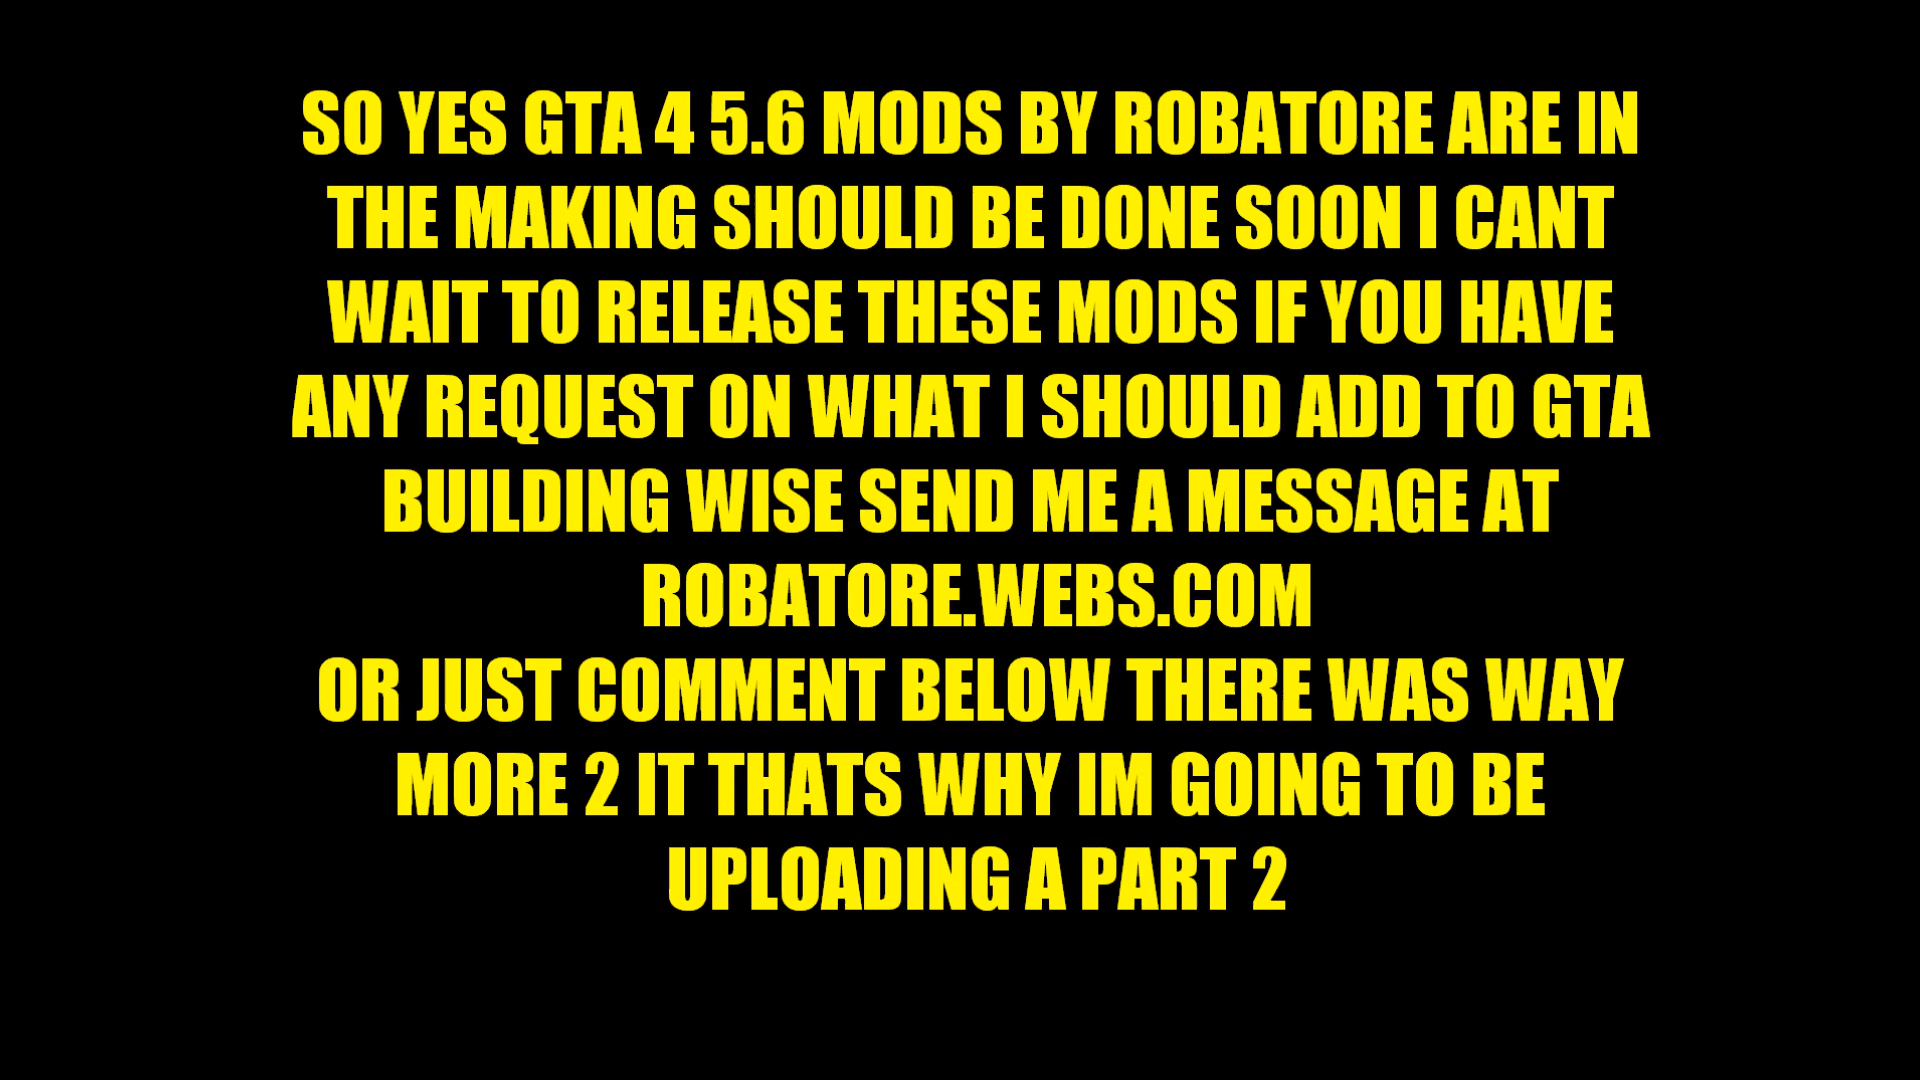 SO YES GTA 4 5.6 MODS BY ROBATORE ARE IN
THE MAKING SHOULD BE DONE SOON I CANT
WAIT TO RELEASE THESE MODS IF YOU HAVE
ANY REQUEST ON WHAT I SHOULD ADD TO GTA
BUILDING WISE SEND ME A MESSAGE AT
ROBATORE.WEBS.COM
OR JUST COMMENT BELOW THERE WAS WAY
MORE 2 IT THATS WHY IM GOING TO BE
UPLOADING A PART 2